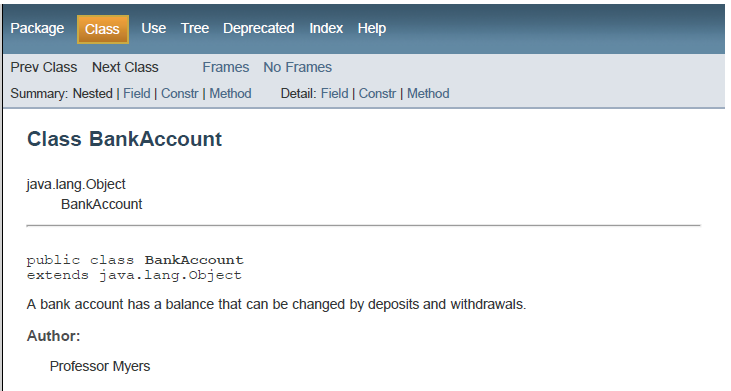 Package Class Use Tree Deprecated Index Help
Prev Class Next Class Frames No Frames
Summary: Nested | Field | Constr | Method Detail: Field | Constr | Method
Class BankAccount
java.lang.Object
BankAccount
public class BankAccount
extends java.lang.Object
A bank account has a balance that can be changed by deposits and withdrawals.
Author:
Professor Myers